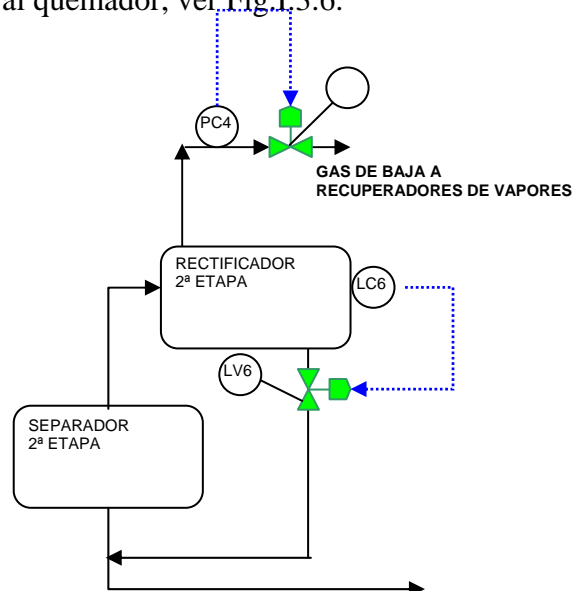 al quemador, ver Fig.I.3.6.
PC4
GAS DE BAJA A
RECUPERADORES DE VAPORES
RECTIFICADOR
2ª ETAPA
LC6
LV6
SEPARADOR
2ª ETAPA